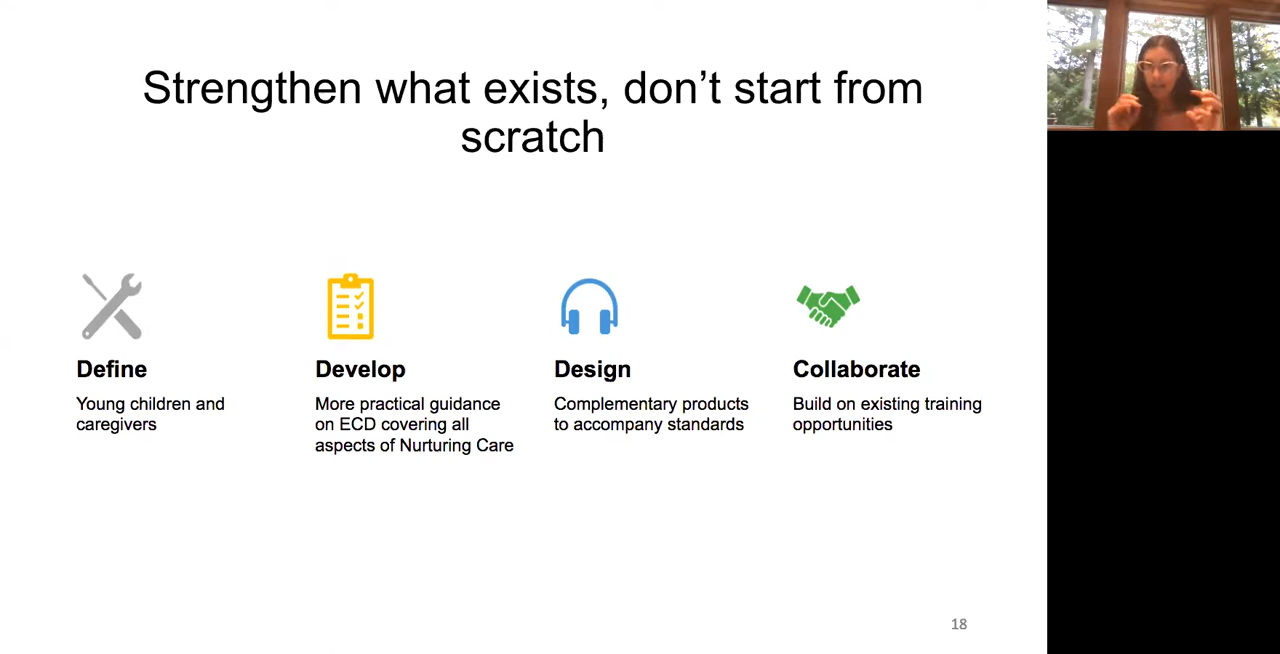 Strengthen what exists, don’t start from
scratch
Define
Young children and
caregivers
Develop
More practical guidance
on ECD covering all
aspects of Nurturing Care
Design
Complementary products
to accompany standards
Collaborate
Build on existing training
opportunities
18